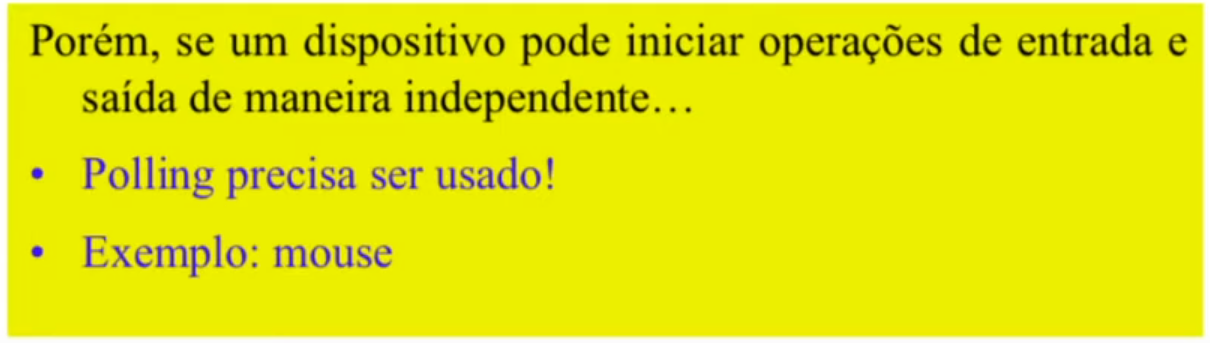 Porém, se um dispositivo pode iniciar operações de entrada e
saída de maneira independente…
• Polling precisa ser usado!
• Exemplo: mouse